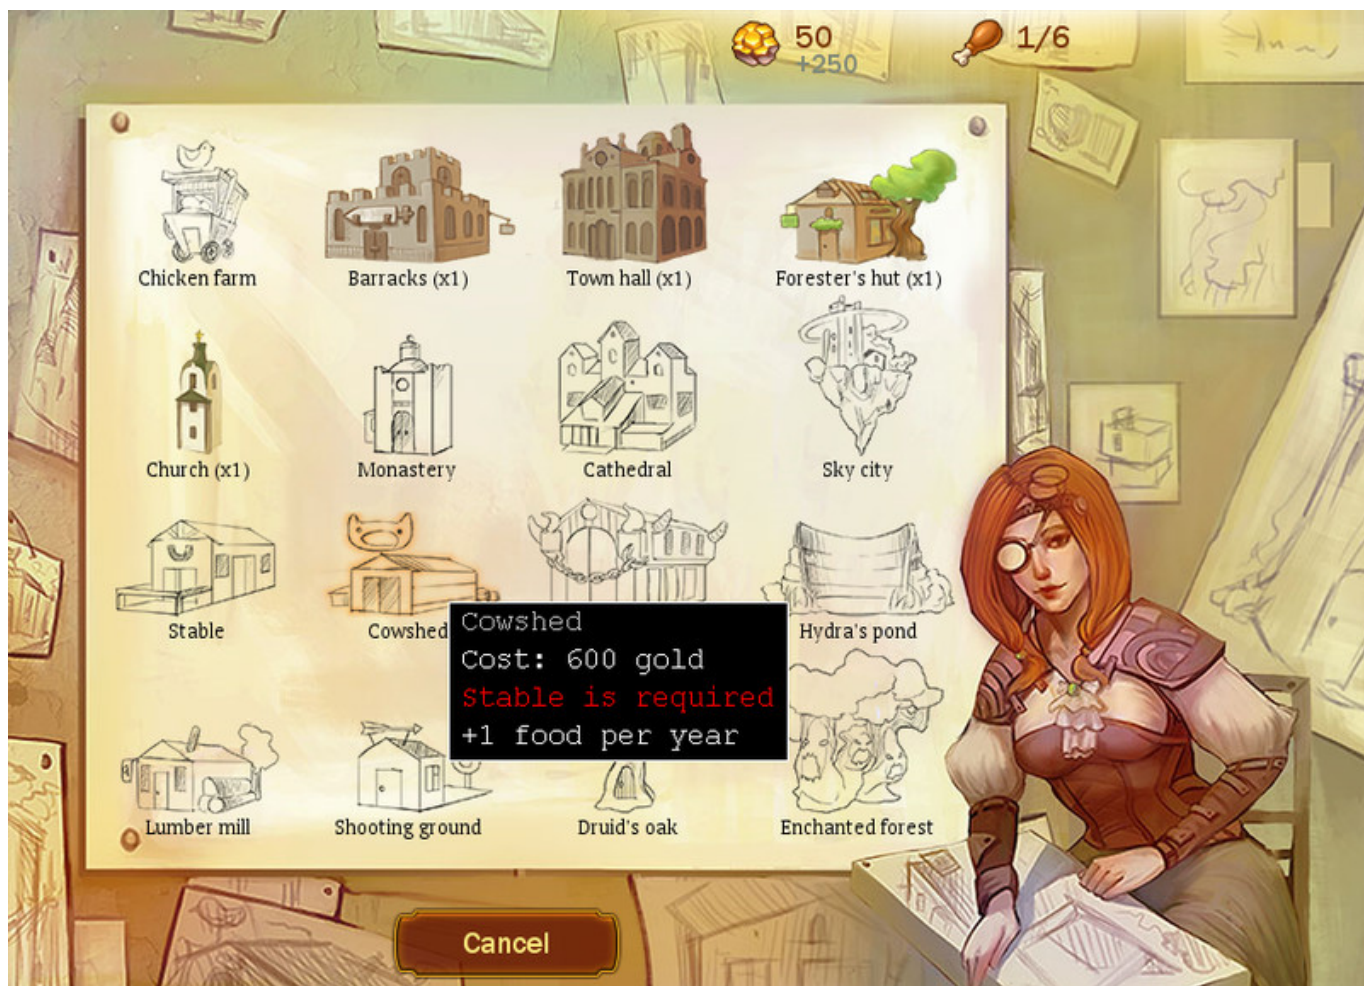 50
+250
1/6
Chicken farm
Barracks (x1)
Town hall (x1)
Forester's hut (x1)
Church (x1)
Monastery
Cathedral
Sky city
Stable
Cowshed
Hydra's pond
Cowshed
Cost: 600 gold
Stable is required
+1 food per year
Lumber mill
Shooting ground
Druid's oak
Enchanted forest
Cancel